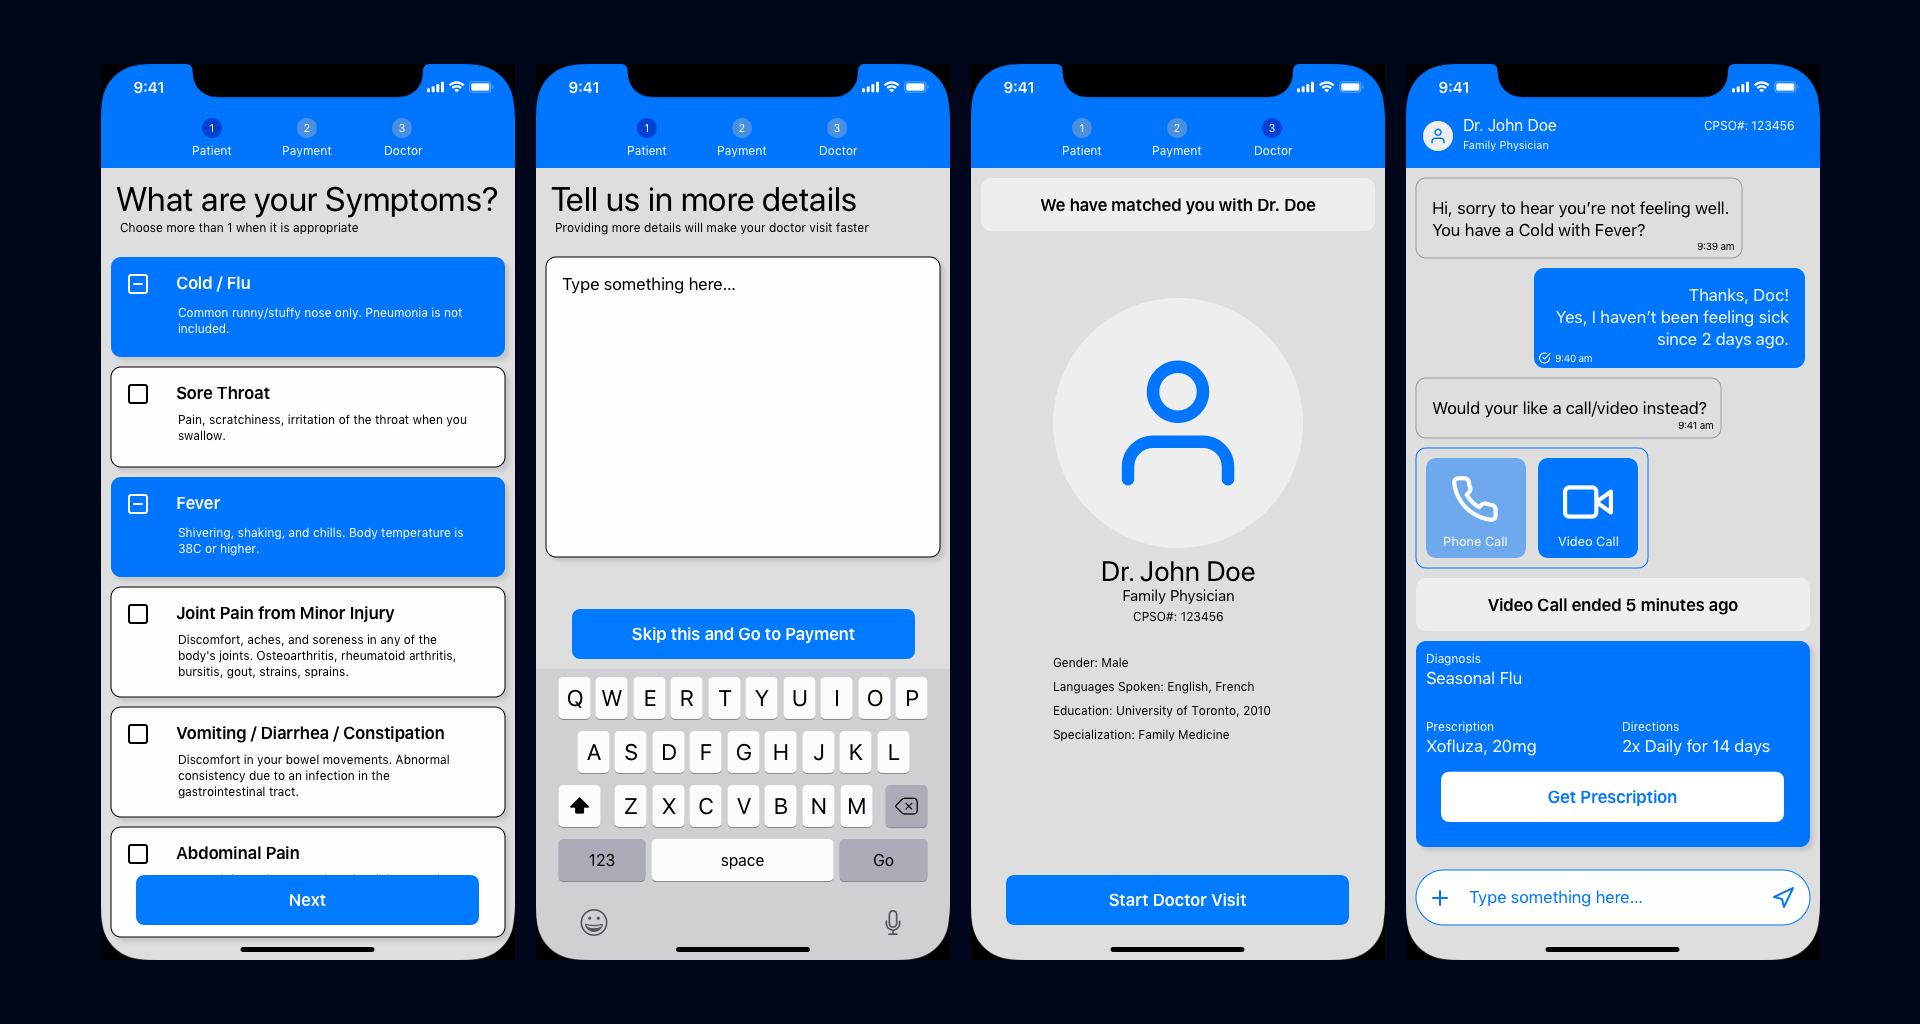 9:41
1
2
3
Patient
Payment
Doctor
What are your Symptoms?
Choose more than 1 when it is appropriate
Cold / Flu
Common runny/stuffy nose only. Pneumonia is not
included.
Sore Throat
Pain, scratchiness, irritation of the throat when you
swallow.
Fever
Shivering, shaking, and chills. Body temperature is
38C or higher.
Joint Pain from Minor Injury
Discomfort, aches, and soreness in any of the
body's joints. Osteoarthritis, rheumatoid arthritis,
bursitis, gout, strains, sprains.
Vomiting / Diarrhea / Constipation
Discomfort in your bowel movements. Abnormal
consistency due to an infection in the
gastrointestinal tract.
Abdominal Pain
Next
9:41
1
2
3
Patient
Payment
Doctor
Tell us in more details
Providing more details will make your doctor visit faster
Type something here...
Skip this and Go to Payment
Q W E R T Y U I O P
A S D F G H J K L
Z X C V B N M
123 space Go
9:41
1
2
3
Patient
Payment
Doctor
We have matched you with Dr. Doe
Dr. John Doe
Family Physician
CPSO#: 123456
Gender: Male
Languages Spoken: English, French
Education: University of Toronto, 2010
Specialization: Family Medicine
Start Doctor Visit
9:41
Dr. John Doe
Family Physician
CPSO#: 123456
Hi, sorry to hear you’re not feeling well.
You have a Cold with Fever?
9:39 am
Thanks, Doc!
Yes, I haven’t been feeling sick
since 2 days ago.
9:40 am
Would your like a call/video instead?
9:41 am
Phone Call
Video Call
Video Call ended 5 minutes ago
Diagnosis
Seasonal Flu
Prescription
Xofluza, 20mg
Directions
2x Daily for 14 days
Get Prescription
Type something here...